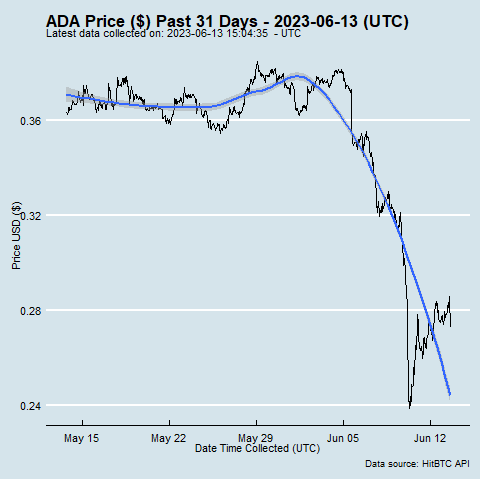 ADA Price ($) Past 31 Days - 2023-06-13 (UTC)
Latest data collected on: 2023-06-13 15:04:35  - UTC
Price USD ($)
0.36
0.32
0.28
0.24
May 15 May 22 May 29 Jun 05 Jun 12
Date Time Collected (UTC)
Data source: HitBTC API